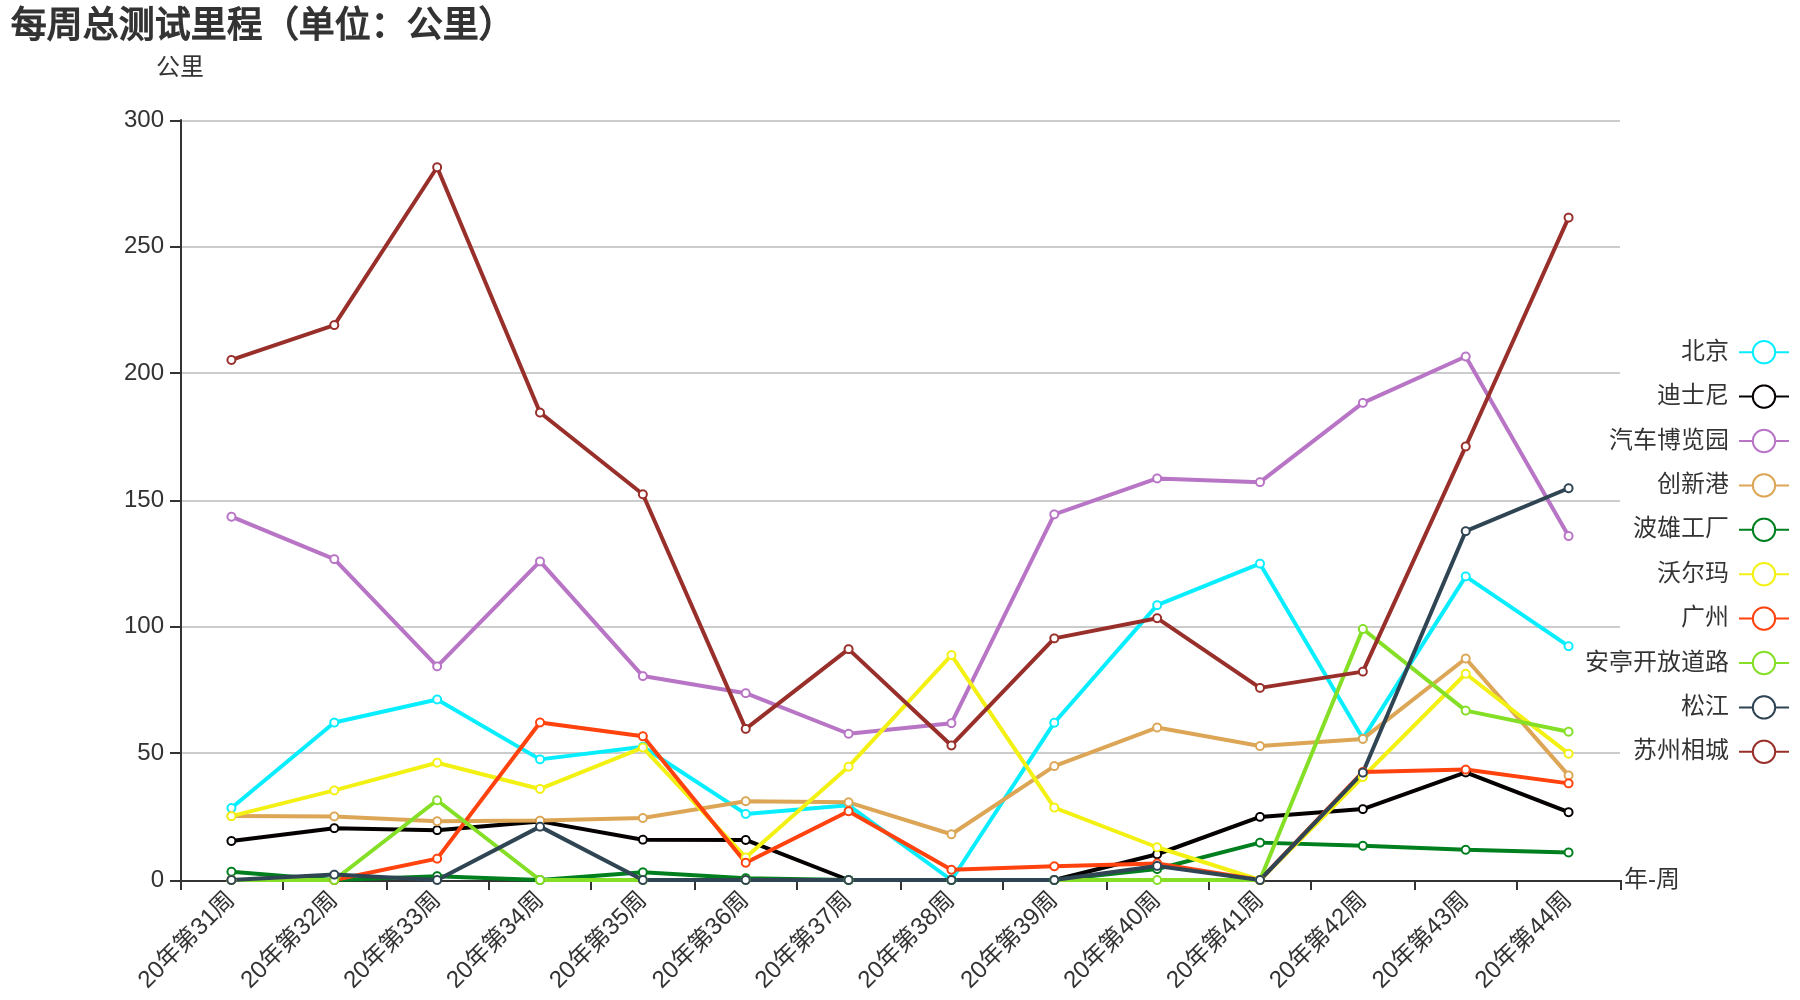 每周总测试里程（单位：公里）
公里
300
250
200
150
100
50
0
北京
迪士尼
汽车博览园
创新港
波雄工厂
沃尔玛
广州
安亭开放道路
松江
苏州相城
年-周
20年第31周
20年第32周
20年第33周
20年第34周
20年第35周
20年第36周
20年第37周
20年第38周
20年第39周
20年第40周
20年第41周
20年第42周
20年第43周
20年第44周